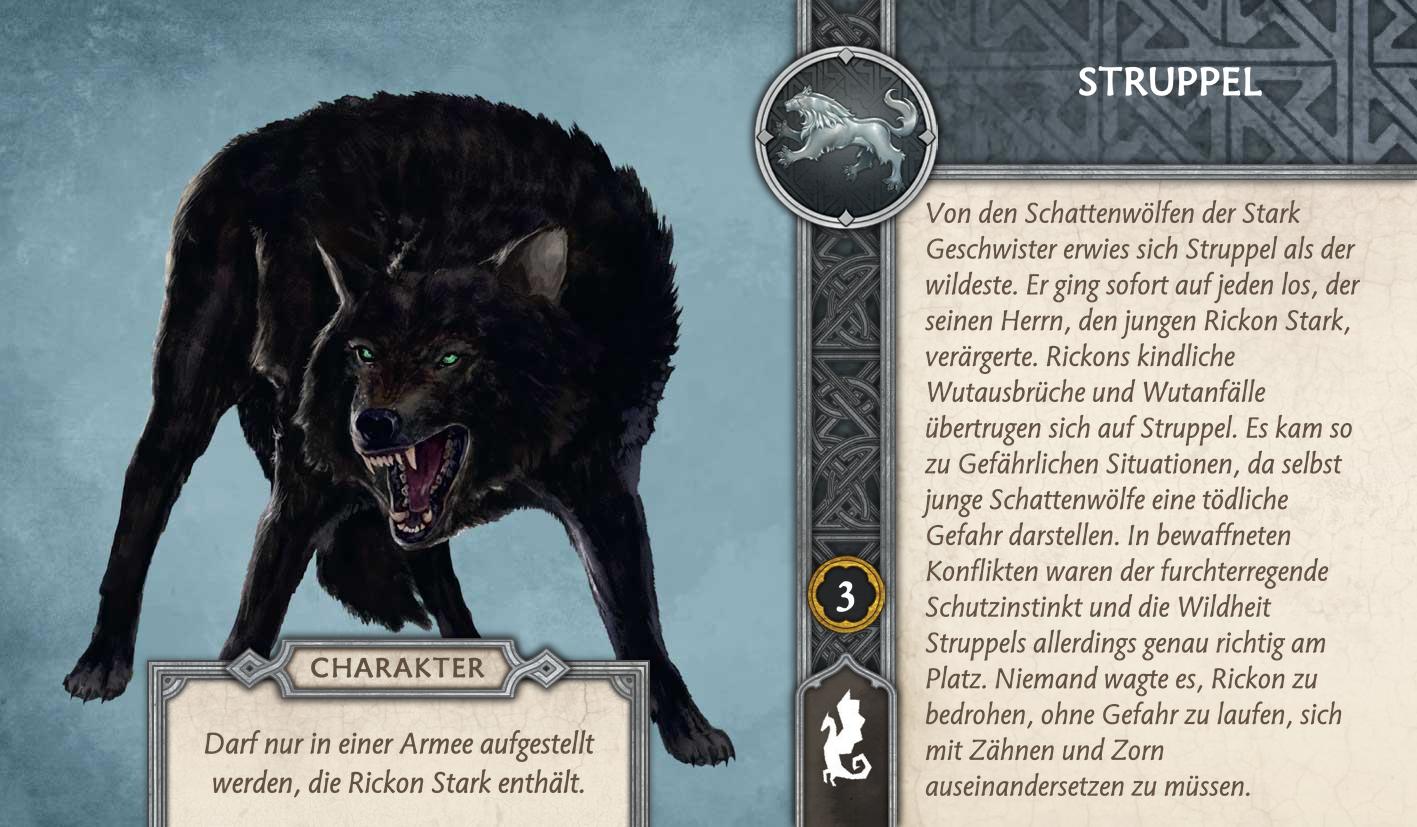 STRUPPEL
Von den Schattenwölfen der Stark
Geschwister erwies sich Struppel als der
wildeste. Er ging sofort auf jeden los, der
seinen Herrn, den jungen Rickon Stark,
verärgerte. Rickons kindliche
Wutausbrüche und Wutanfälle
übertrugen sich auf Struppel. Es kam so
zu Gefährlichen Situationen, da selbst
junge Schattenwölfe eine tödliche
Gefahr darstellen. In bewaffneten
Konflikten waren der furchterregende
Schutzinstinkt und die Wildheit
Struppels allerdings genau richtig am
Platz. Niemand wagte es, Rickon zu
bedrohen, ohne Gefahr zu laufen, sich
mit Zähnen und Zorn
auseinandersetzen zu müssen.
3
CHARAKTER
Darf nur in einer Armee aufgestellt
werden, die Rickon Stark enthält.